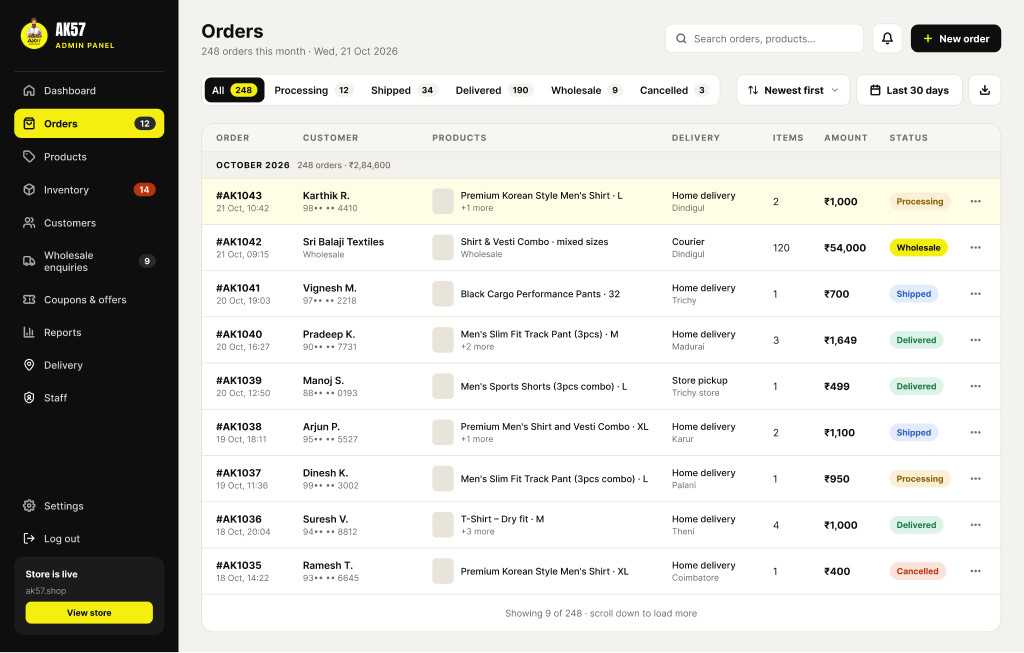 AK57
ADMIN PANEL
Dashboard
Orders 12
Products
Inventory 14
Customers
Wholesale enquiries 9
Coupons & offers
Reports
Delivery
Staff
Settings
Log out
Store is live
ak57.shop
View store
Orders
248 orders this month · Wed, 21 Oct 2026
Search orders, products...
+ New order
All 248 Processing 12 Shipped 34 Delivered 190 Wholesale 9 Cancelled 3
Newest first
Last 30 days
ORDER CUSTOMER PRODUCTS DELIVERY ITEMS AMOUNT STATUS
OCTOBER 2026 248 orders · ₹2,84,600
#AK1043 Karthik R. Premium Korean Style Men's Shirt · L Home delivery 2 ₹1,000 Processing
21 Oct, 10:42 98•• •• 4410 +1 more Dindigul
#AK1042 Sri Balaji Textiles Shirt & Vesti Combo · mixed sizes Courier 120 ₹54,000 Wholesale
21 Oct, 09:15 Wholesale Wholesale Dindigul
#AK1041 Vignesh M. Black Cargo Performance Pants · 32 Home delivery 1 ₹700 Shipped
20 Oct, 19:03 97•• •• 2218 Trichy
#AK1040 Pradeep K. Men's Slim Fit Track Pant (3pcs) · M Home delivery 3 ₹1,649 Delivered
20 Oct, 16:27 90•• •• 7731 +2 more Madurai
#AK1039 Manoj S. Men's Sports Shorts (3pcs combo) · L Store pickup 1 ₹499 Delivered
20 Oct, 12:50 88•• •• 0193 Trichy store
#AK1038 Arjun P. Premium Men's Shirt and Vesti Combo · XL Home delivery 2 ₹1,100 Shipped
19 Oct, 18:11 95•• •• 5527 +1 more Karur
#AK1037 Dinesh K. Men's Slim Fit Track Pant (3pcs combo) · L Home delivery 1 ₹950 Processing
19 Oct, 11:36 99•• •• 3002 Palani
#AK1036 Suresh V. T-Shirt – Dry fit · M Home delivery 4 ₹1,000 Delivered
18 Oct, 20:04 94•• •• 8812 +3 more Theni
#AK1035 Ramesh T. Premium Korean Style Men's Shirt · XL Home delivery 1 ₹400 Cancelled
18 Oct, 14:22 93•• •• 6645 Coimbatore
Showing 9 of 248 · scroll down to load more